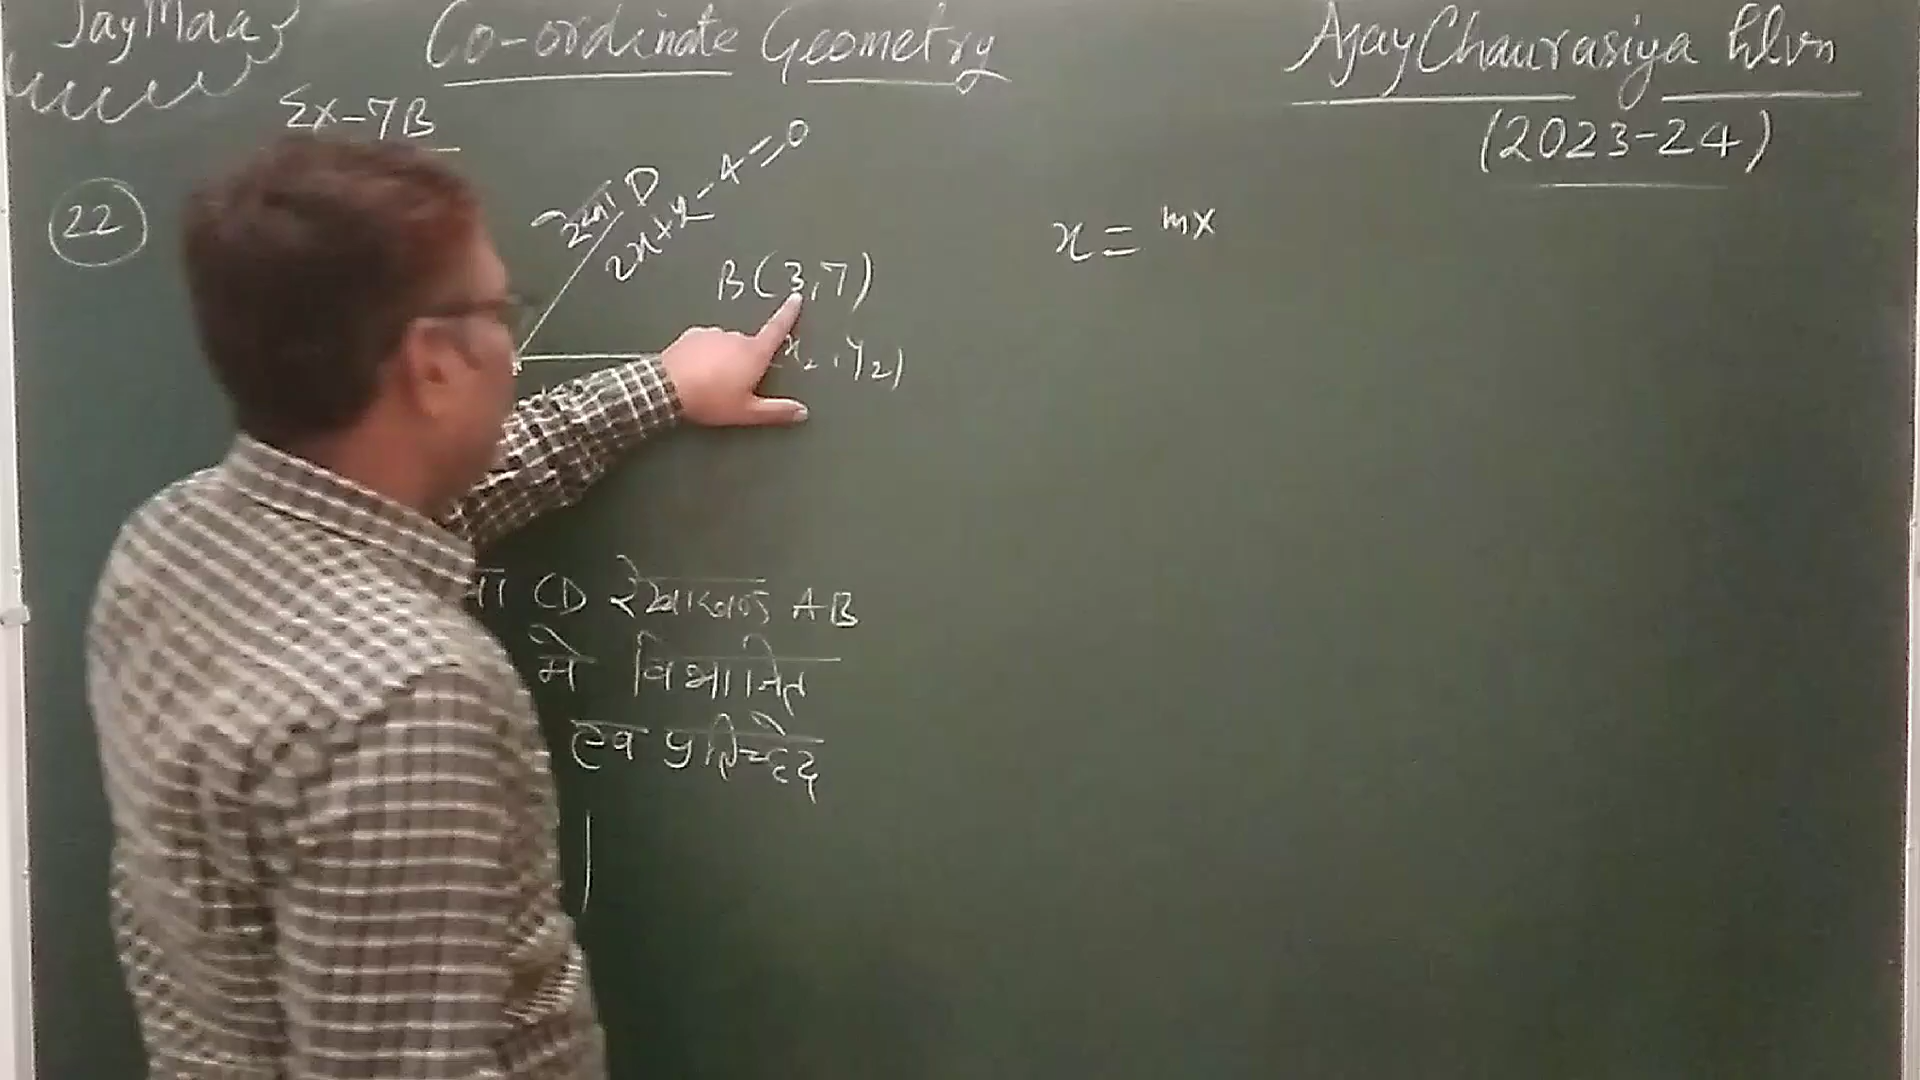 Jay Maa
Co-ordinate Geometry
Ajay Chaurasiya
(2023-24)
Ex-7B
22
रेखा D
2x+y-4=0
B(3,7)
x = mx
x₂, y₂)
CD रेखाखण्ड AB
मे विभाजित